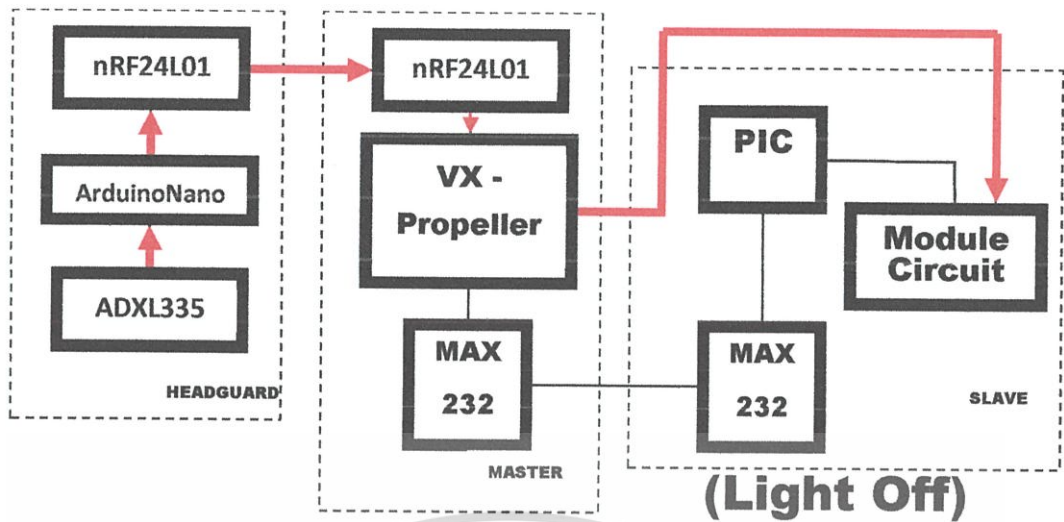 nRF24L01
ArduinoNano
ADXL335
HEADGUARD
nRF24L01
VX -
Propeller
MAX
232
MASTER
PIC
Module
Circuit
MAX
232
SLAVE
(Light Off)